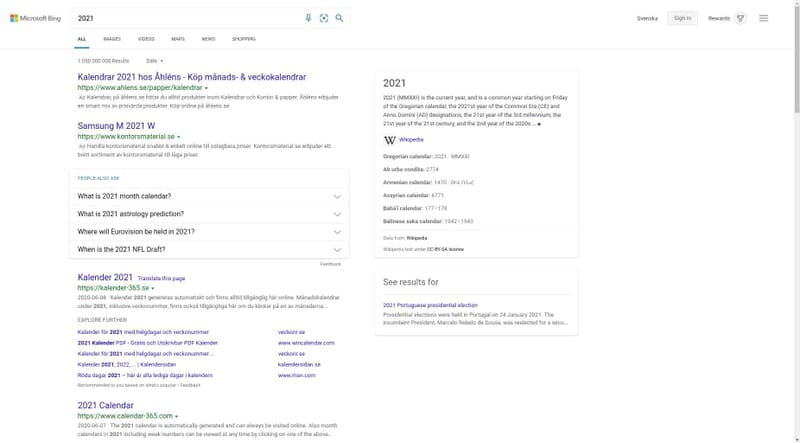 Microsoft Bing
2021
Svenska
Sign in
Rewards
ALL
IMAGES
VIDEOS
MAPS
NEWS
SHOPPING
1 050 000 000 Results
Date
Kalendrar 2021 hos Åhléns - Köp månads- & veckokalendrar
https://www.ahlens.se/papper/kalendrar
Ad Kalendrar, på åhlens.se hittar du alltid produkter inom Kalendrar och Kontor & papper. Åhléns erbjuder
en smart mix av prisvärda produkter. Köp online på åhlens.se
Samsung M 2021 W
https://www.kontorsmaterial.se
Ad Handla kontorsmaterial snabbt & enkelt online till oslagbara priser. Kontorsmaterial.se erbjuder ett
brett sortiment av kontorsmaterial till låga priser.
PEOPLE ALSO ASK
What is 2021 month calendar?
What is 2021 astrology prediction?
Where will Eurovision be held in 2021?
When is the 2021 NFL Draft?
Feedback
Kalender 2021 Translate this page
https://kalender-365.se
2020-06-08 · Kalender 2021 genereras automatiskt och finns alltid tillgänglig här online. Månadskalendrar
under 2021, inklusive veckonummer, finns också tillgängliga här om du klickar på en av månaderna...
EXPLORE FURTHER
Kalender för 2021 med helgdagar och veckonummer veckonr.se
2021 Kalender PDF - Gratis och Utskrivbar PDF Kalender www.wincalendar.com
Kalender för 2021 med helgdagar och veckonummer ... veckonr.se
Kalender 2021, 2022, ... | Kalendersidan kalendersidan.se
Röda dagar 2021 – här är alla lediga dagar i kalendern www.msn.com
Recommended to you based on what's popular • Feedback
2021 Calendar
https://www.calendar-365.com
2020-06-07 · The 2021 calendar is automatically generated and can always be visited online. Also month
calendars in 2021 including week numbers can be viewed at any time by clicking on one of the above...
2021
2021 (MMXXI) is the current year, and is a common year starting on Friday
of the Gregorian calendar, the 2021st year of the Common Era (CE) and
Anno Domini (AD) designations, the 21st year of the 3rd millennium, the
21st year of the 21st century, and the 2nd year of the 2020s ...
W Wikipedia
Gregorian calendar: 2021 · MMXXI
Ab urbe condita: 2774
Armenian calendar: 1470
Assyrian calendar: 6771
Bahá'í calendar: 177–178
Balinese saka calendar: 1942–1943
Data from: Wikipedia
Wikipedia text under CC-BY-SA license
See results for
2021 Portuguese presidential election
Presidential elections were held in Portugal on 24 January 2021. The
incumbent President, Marcelo Rebelo de Sousa, was reelected for a seco...